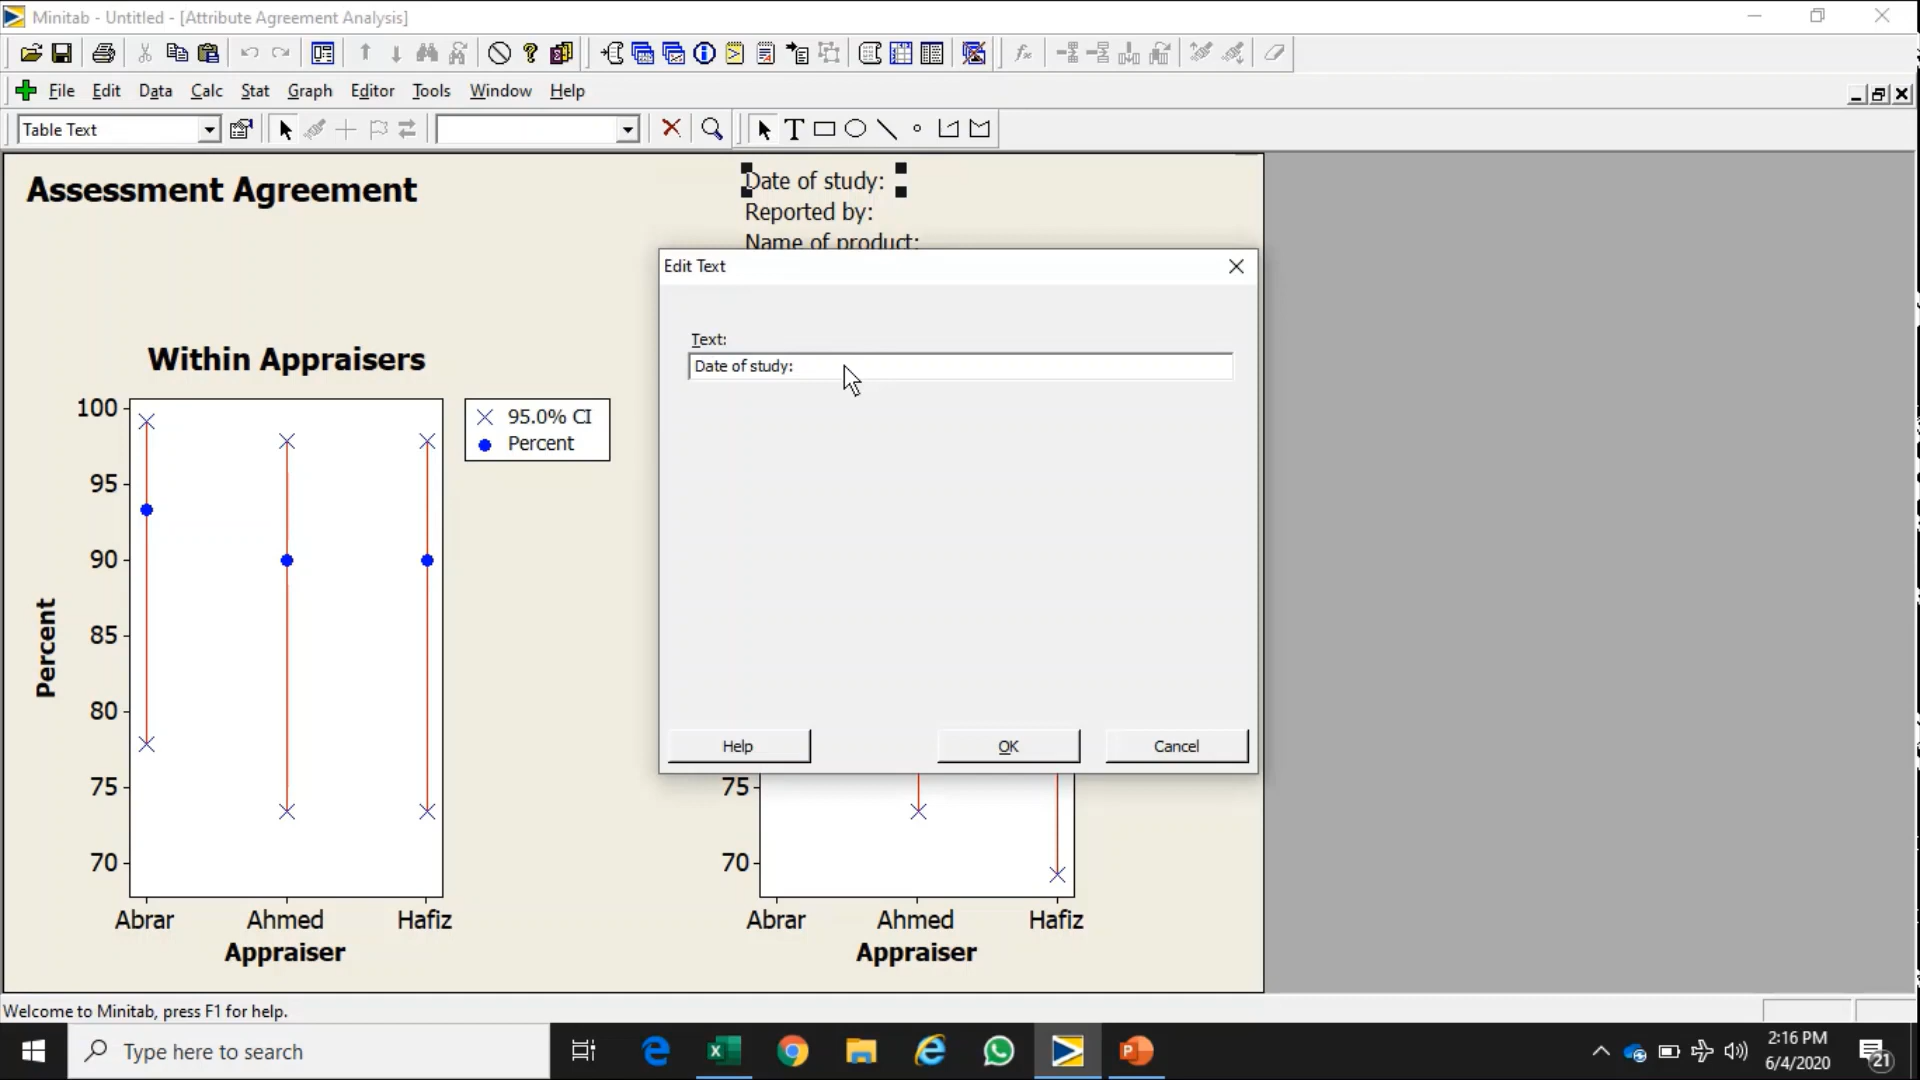 Minitab - Untitled - [Attribute Agreement Analysis]
File Edit Data Calc Stat Graph Editor Tools Window Help
Table Text
T
Assessment Agreement
Date of study:
Reported by:
Name of product:
Edit Text
Text:
Date of study:
Help OK Cancel
Within Appraisers
95.0% CI
Percent
100
95
90
85
80
75
70
Percent
Abrar Ahmed Hafiz
Appraiser
75
70
Abrar Ahmed Hafiz
Appraiser
Welcome to Minitab, press F1 for help.
Type here to search
2:16 PM
6/4/2020
21